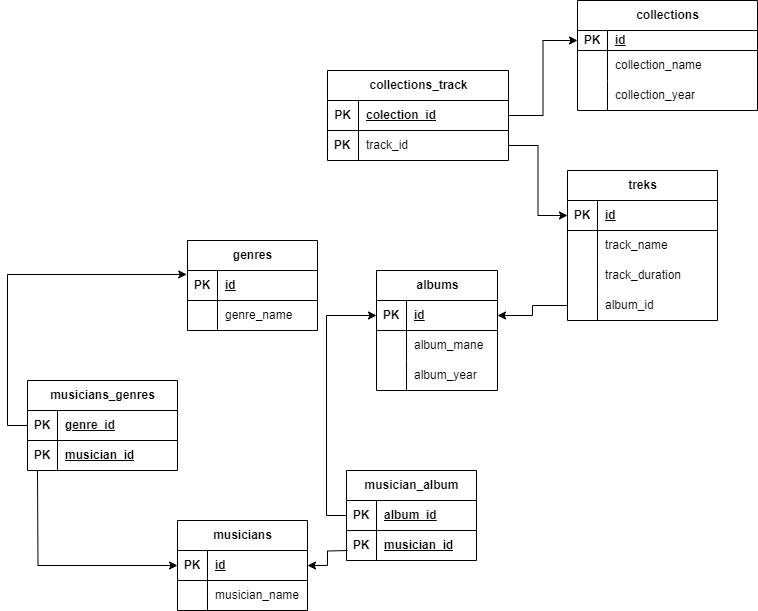 collections
PK id
collection_name
collection_year
collections_track
PK colection_id
PK track_id
treks
PK id
track_name
track_duration
album_id
genres
PK id
genre_name
albums
PK id
album_mane
album_year
musicians_genres
PK genre_id
PK musician_id
musician_album
PK album_id
PK musician_id
musicians
PK id
musician_name